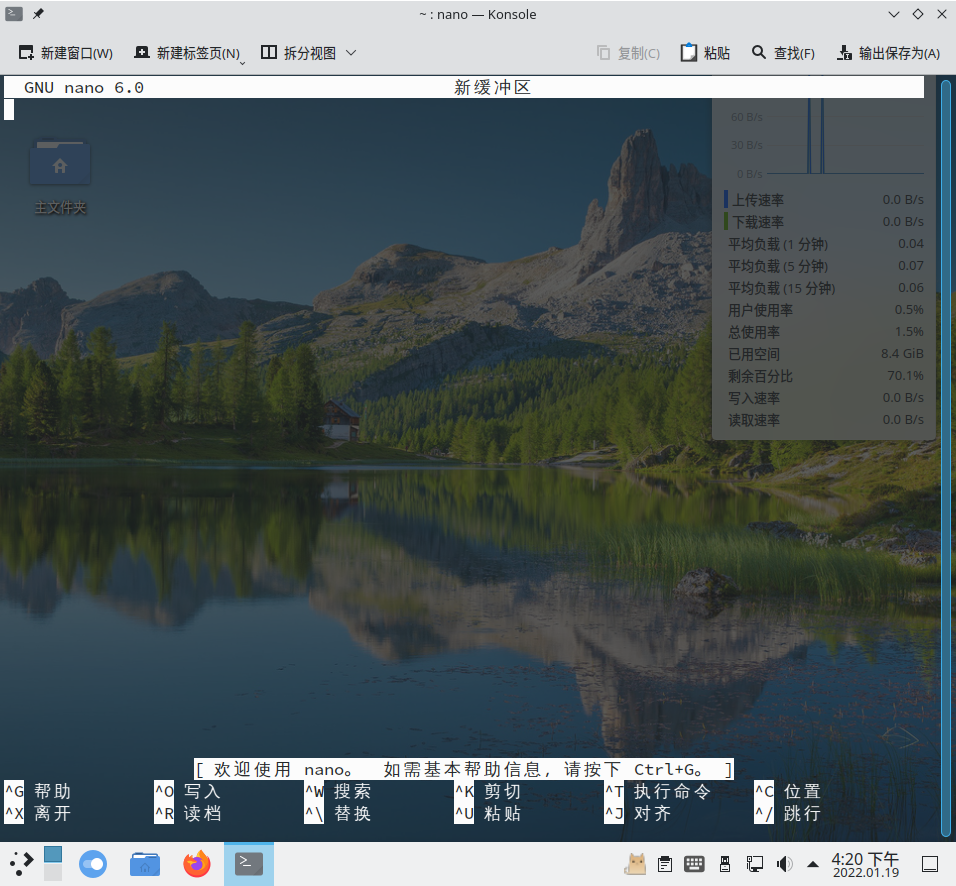 ~ : nano — Konsole
新建窗口(W) 新建标签页(N) 拆分视图 复制(C) 粘贴 查找(F) 输出保存为(A)
GNU nano 6.0 新缓冲区
主文件夹
60 B/s
30 B/s
0 B/s
上传速率 0.0 B/s
下载速率 0.0 B/s
平均负载 (1 分钟) 0.04
平均负载 (5 分钟) 0.07
平均负载 (15 分钟) 0.06
用户使用率 0.5%
总使用率 1.5%
已用空间 8.4 GiB
剩余百分比 70.1%
写入速率 0.0 B/s
读取速率 0.0 B/s
[ 欢迎使用 nano。 如需基本帮助信息, 请按下 Ctrl+G。 ]
^G 帮助 ^O 写入 ^W 搜索 ^K 剪切 ^T 执行命令 ^C 位置
^X 离开 ^R 读档 ^\ 替换 ^U 粘贴 ^J 对齐 ^/ 跳行
4:20 下午
2022.01.19